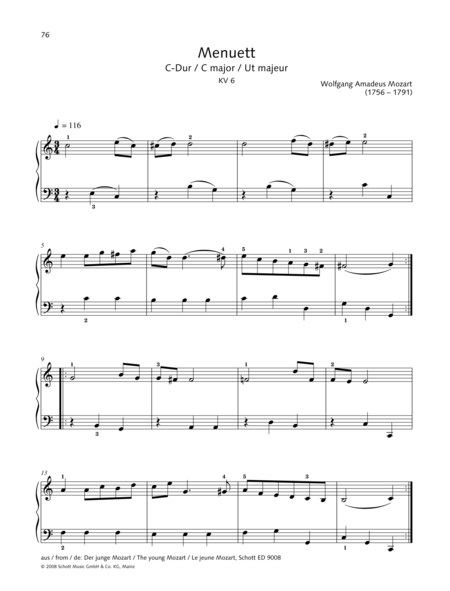 76
Menuett
C-Dur / C major / Ut majeur
KV 6
Wolfgang Amadeus Mozart
(1756 – 1791)
♩ = 116
aus / from / de: Der junge Mozart / The young Mozart / Le jeune Mozart, Schott ED 9008
© 2008 Schott Music GmbH & Co. KG, Mainz